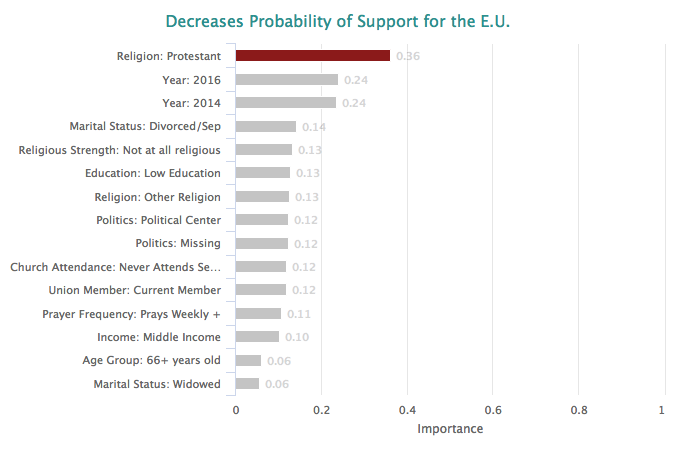 Decreases Probability of Support for the E.U.
Religion: Protestant 0.36
Year: 2016 0.24
Year: 2014 0.24
Marital Status: Divorced/Sep 0.14
Religious Strength: Not at all religious 0.13
Education: Low Education 0.13
Religion: Other Religion 0.13
Politics: Political Center 0.12
Politics: Missing 0.12
Church Attendance: Never Attends Se... 0.12
Union Member: Current Member 0.12
Prayer Frequency: Prays Weekly + 0.11
Income: Middle Income 0.10
Age Group: 66+ years old 0.06
Marital Status: Widowed 0.06
0 0.2 0.4 0.6 0.8 1
Importance